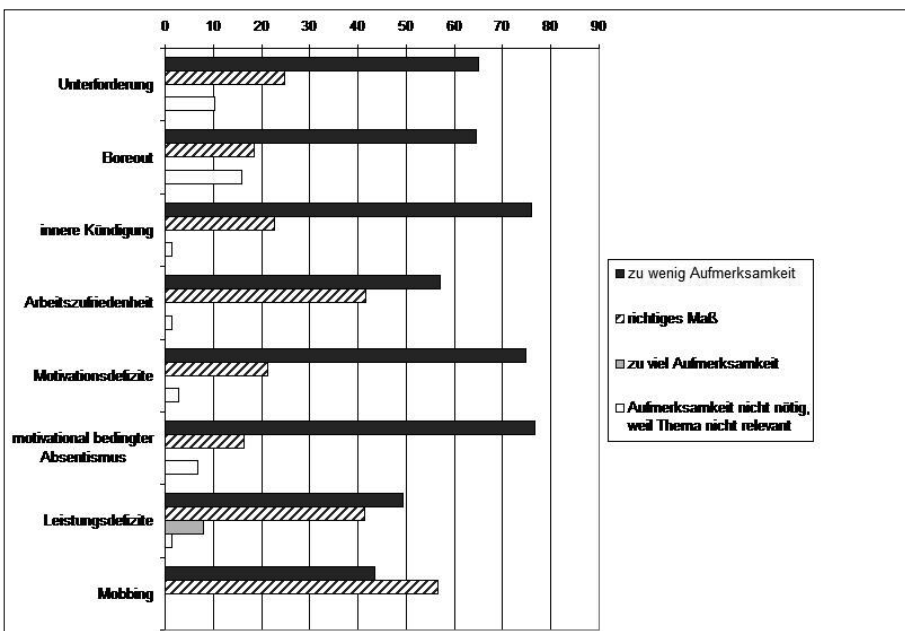 0 10 20 30 40 50 60 70 80 90
Unterforderung
Boreout
innere Kündigung
Arbeitszufriedenheit
Motivationsdefizite
motivational bedingter
Absentismus
Leistungsdefizite
Mobbing
zu wenig Aufmerksamkeit
richtiges Maß
zu viel Aufmerksamkeit
Aufmerksamkeit nicht nötig,
weil Thema nicht relevant